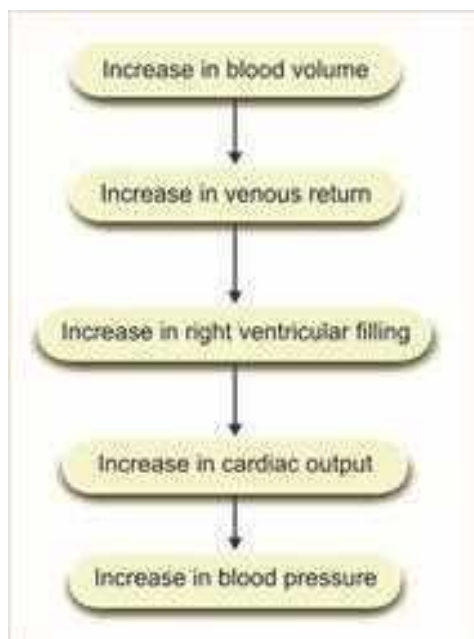 Increase in blood volume
Increase in venous return
Increase in right ventricular filling
Increase in cardiac output
Increase in blood pressure